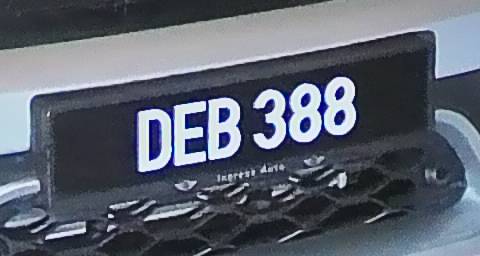 DEB 388
Ingress Auto